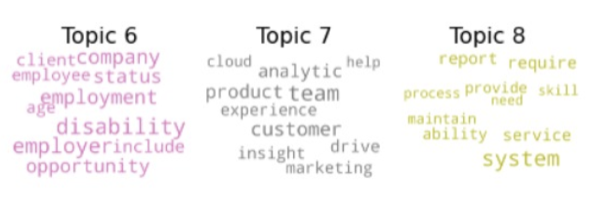 Topic 6
client company
employee status
employment
age
disability
employer include
opportunity
Topic 7
cloud help
analytic
product team
experience
customer
insight drive
marketing
Topic 8
report require
process provide skill
need
maintain
ability service
system